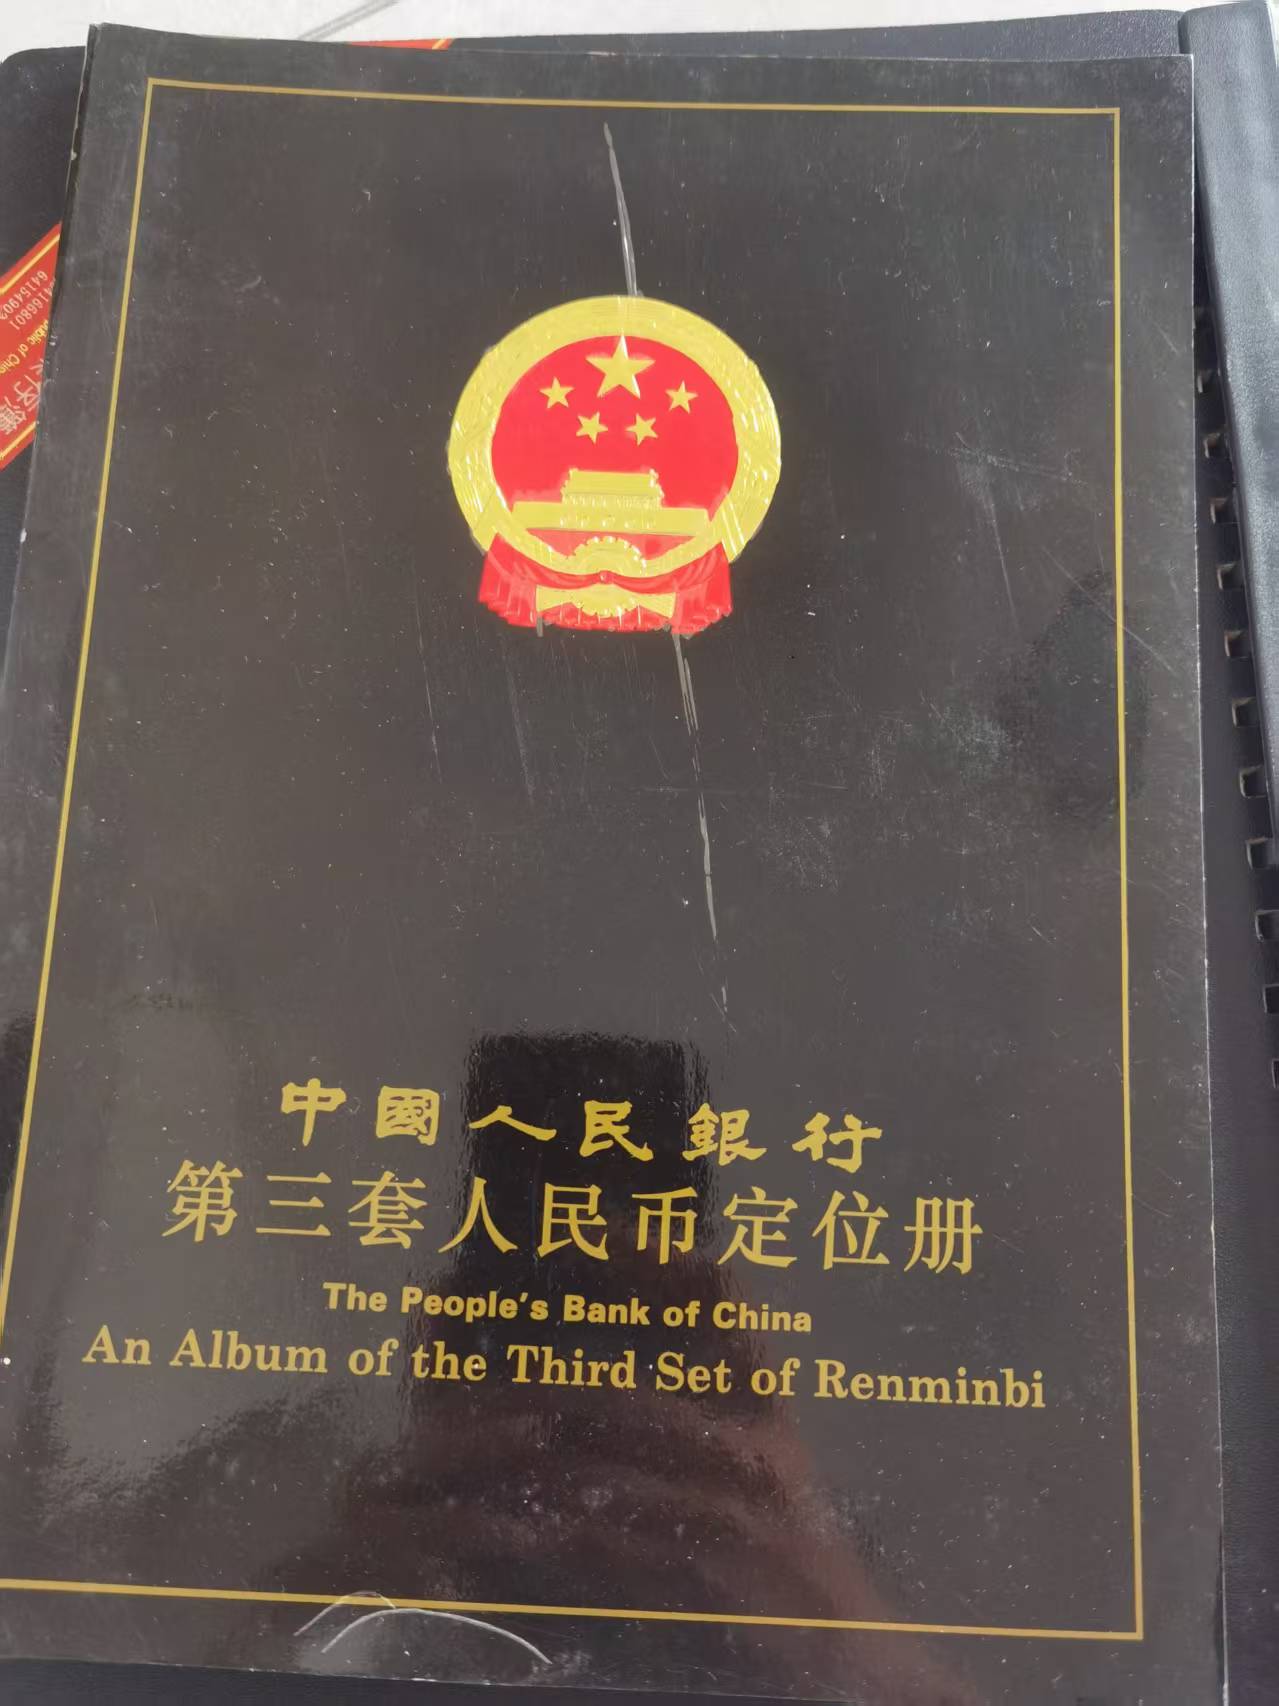 中國人民銀行
第三套人民币定位册
The People's Bank of China
An Album of the Third Set of Renminbi